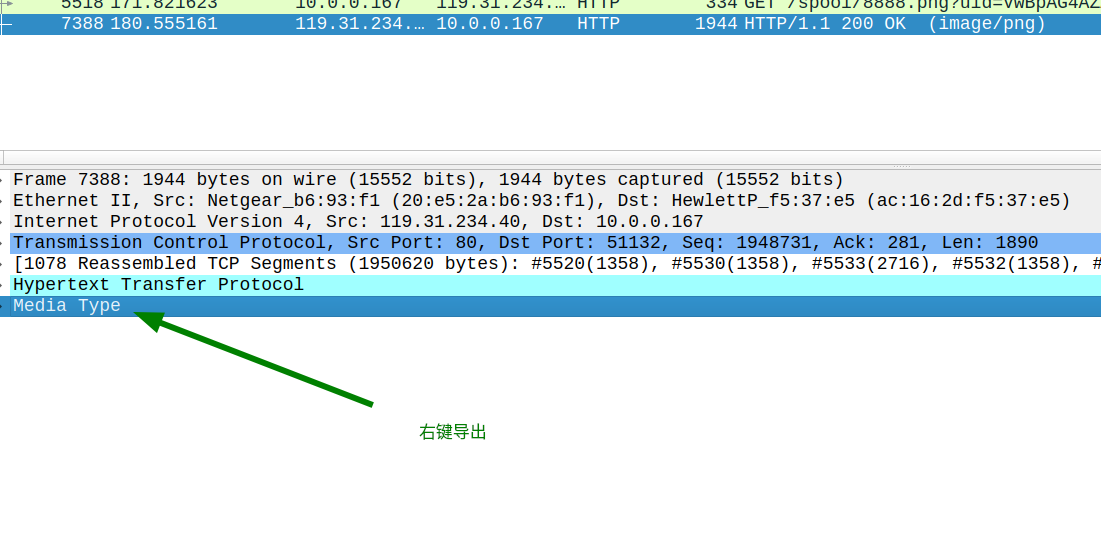 5518 171.821623 10.0.0.167 119.31.234.… HTTP 334 GET /spool/8888.png?uid=VwBpAG4AZ
7388 180.555161 119.31.234.… 10.0.0.167 HTTP 1944 HTTP/1.1 200 OK (image/png)
Frame 7388: 1944 bytes on wire (15552 bits), 1944 bytes captured (15552 bits)
Ethernet II, Src: Netgear_b6:93:f1 (20:e5:2a:b6:93:f1), Dst: HewlettP_f5:37:e5 (ac:16:2d:f5:37:e5)
Internet Protocol Version 4, Src: 119.31.234.40, Dst: 10.0.0.167
Transmission Control Protocol, Src Port: 80, Dst Port: 51132, Seq: 1948731, Ack: 281, Len: 1890
[1078 Reassembled TCP Segments (1950620 bytes): #5520(1358), #5530(1358), #5533(2716), #5532(1358), #
Hypertext Transfer Protocol
Media Type
右键导出